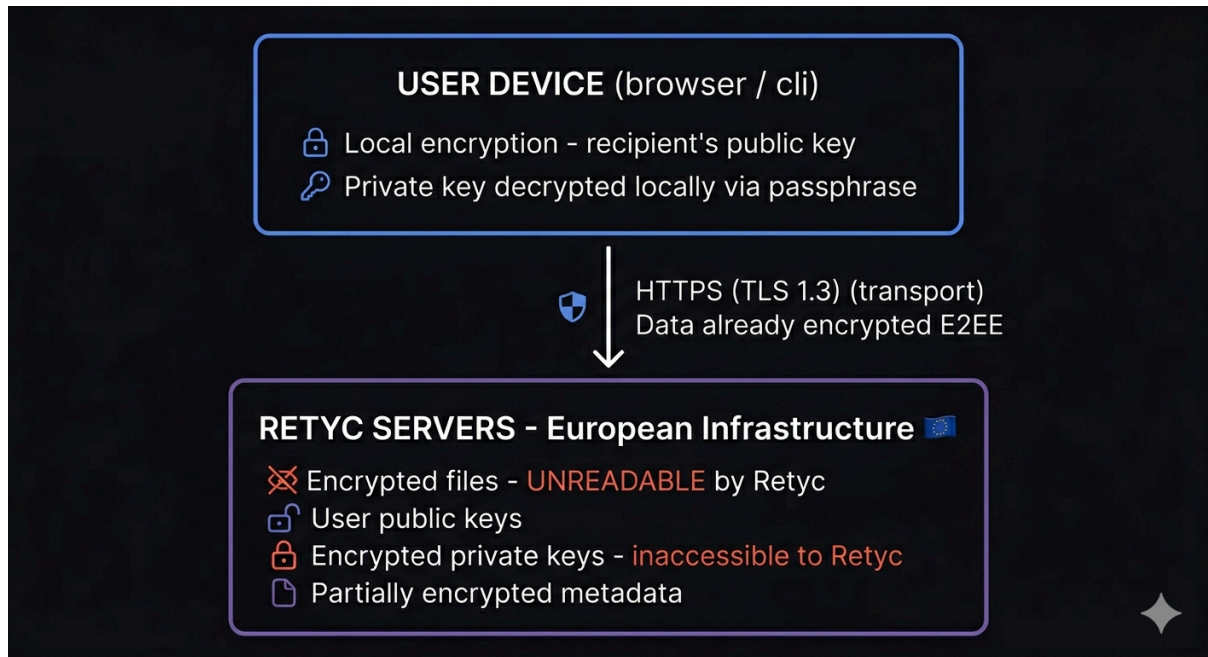 USER DEVICE (browser / cli)
Local encryption - recipient's public key
Private key decrypted locally via passphrase
HTTPS (TLS 1.3) (transport)
Data already encrypted E2EE
RETYC SERVERS - European Infrastructure 🇪🇺
Encrypted files - UNREADABLE by Retyc
User public keys
Encrypted private keys - inaccessible to Retyc
Partially encrypted metadata